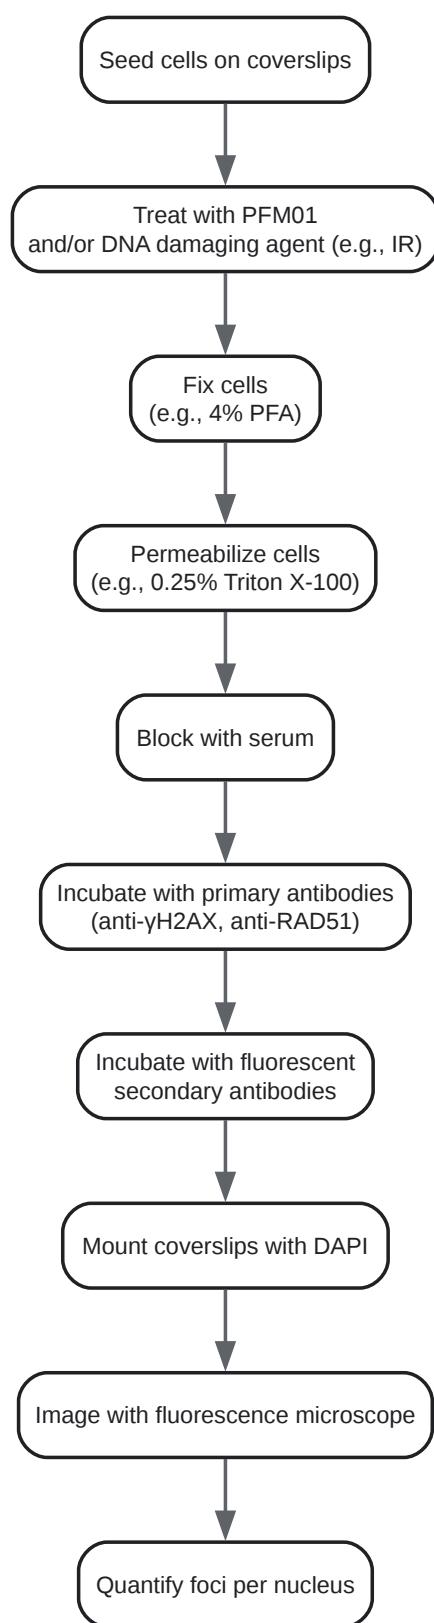 Seed cells on coverslips
Treat with PFM01
and/or DNA damaging agent (e.g., IR)
Fix cells
(e.g., 4% PFA)
Permeabilize cells
(e.g., 0.25% Triton X-100)
Block with serum
Incubate with primary antibodies
(anti-γH2AX, anti-RAD51)
Incubate with fluorescent
secondary antibodies
Mount coverslips with DAPI
Image with fluorescence microscope
Quantify foci per nucleus